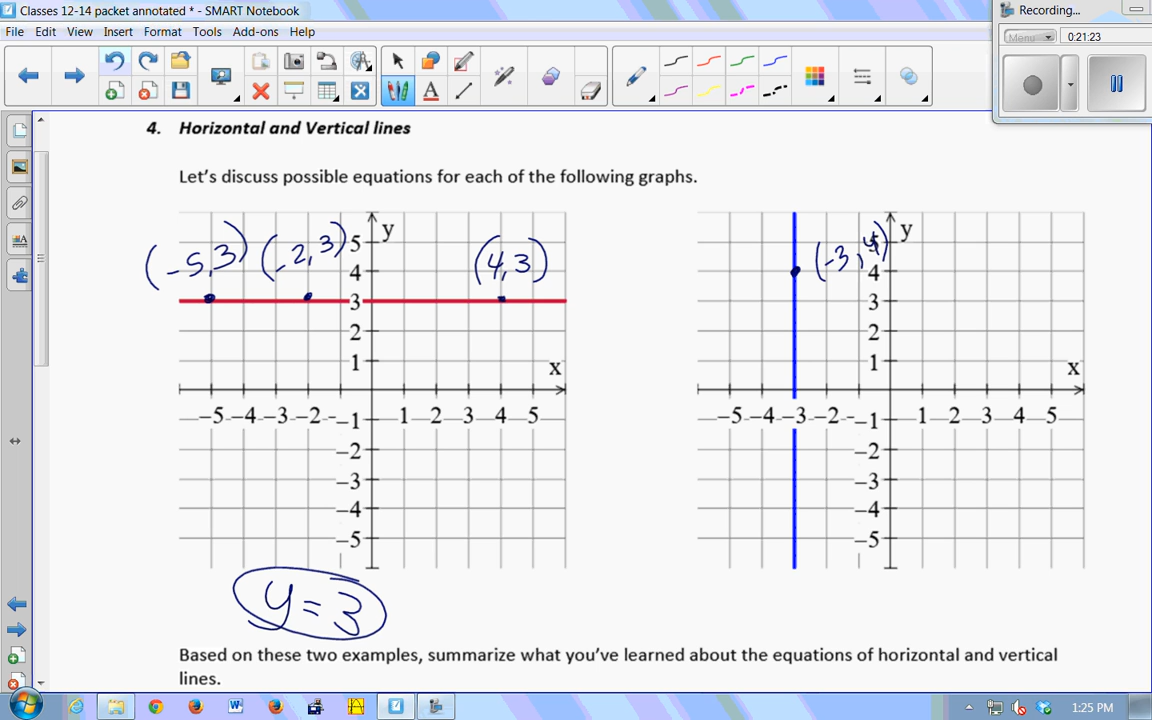 Classes 12-14 packet annotated * - SMART Notebook
Recording...
File Edit View Insert Format Tools Add-ons Help
Menu
0:21:23
4. Horizontal and Vertical lines
Let's discuss possible equations for each of the following graphs.
(-5,3) (-2,3) (4,3)
y
5
4
3
2
1
x
-5 -4 -3 -2 -1 1 2 3 4 5
-2
-3
-4
-5
y = 3
(-3,4)
y
5
4
3
2
1
x
-5 -4 -3 -2 -1 1 2 3 4 5
-2
-3
-4
-5
Based on these two examples, summarize what you've learned about the equations of horizontal and vertical
lines.
1:25 PM